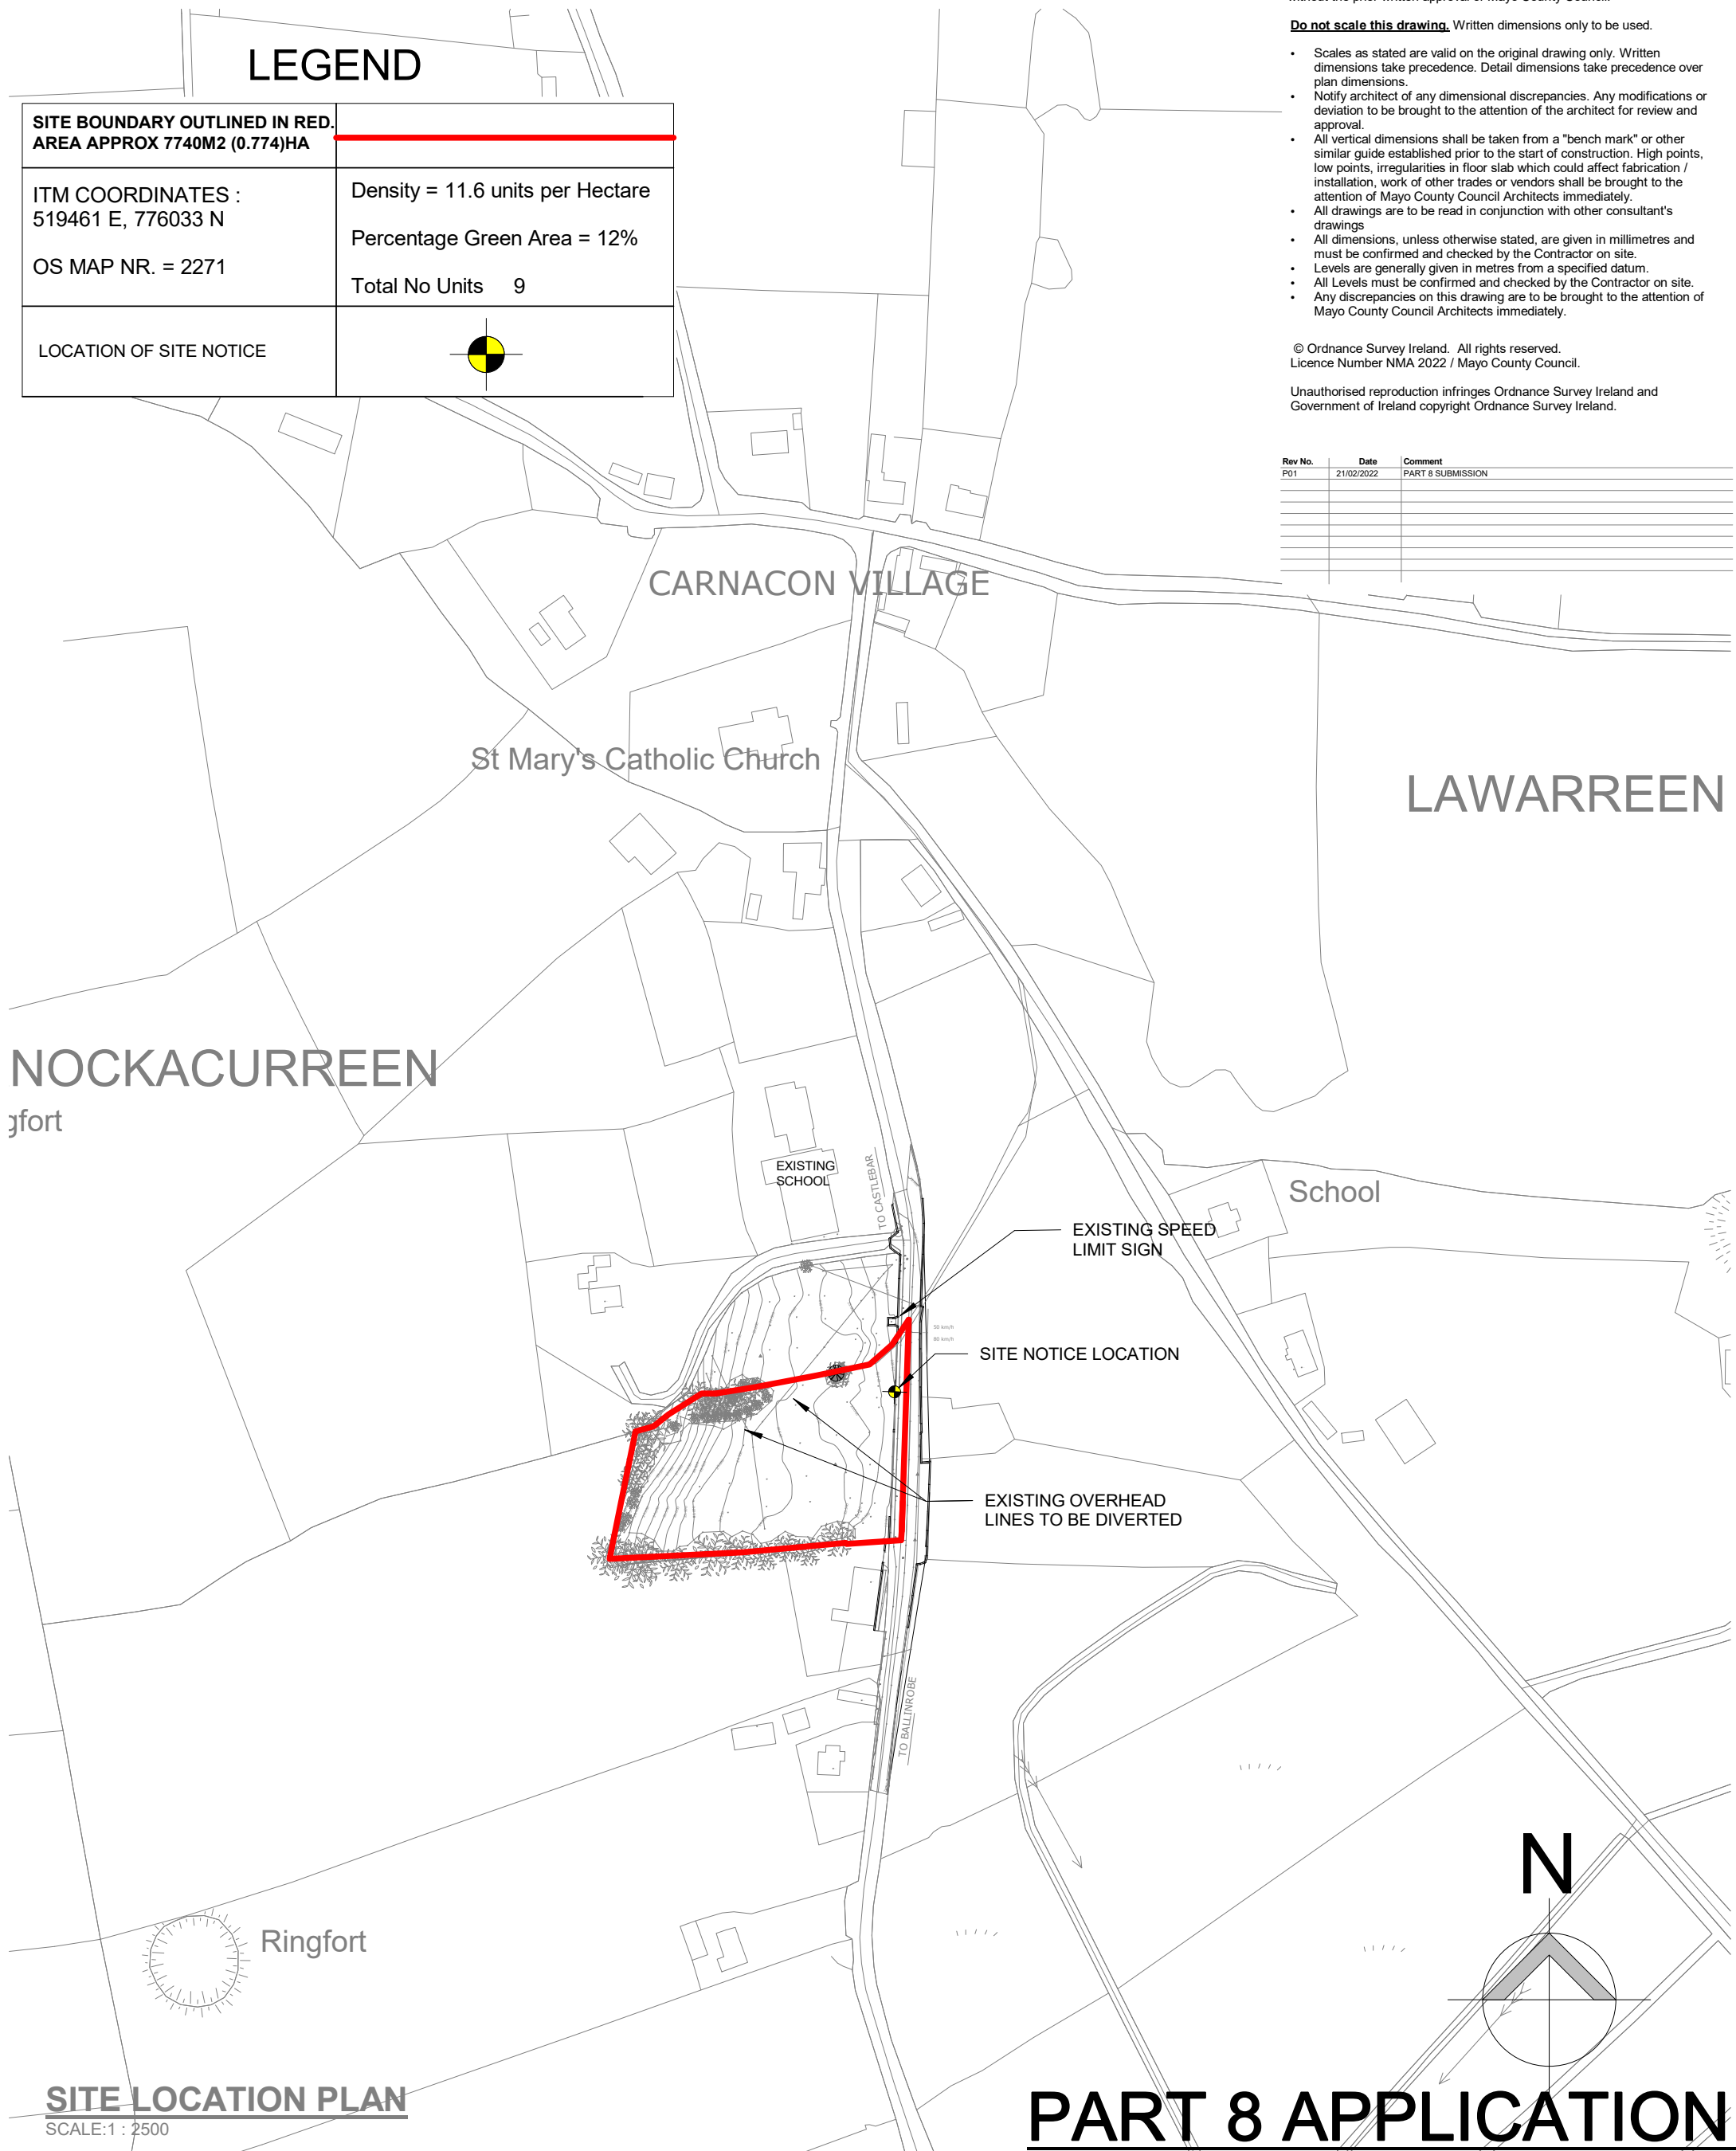 LEGEND
SITE BOUNDARY OUTLINED IN RED.
AREA APPROX 7740M2 (0.774)HA
ITM COORDINATES :
519461 E, 776033 N
OS MAP NR. = 2271
Density = 11.6 units per Hectare
Percentage Green Area = 12%
Total No Units 9
LOCATION OF SITE NOTICE
without the prior written approval of Mayo County Council.
Do not scale this drawing. Written dimensions only to be used.
• Scales as stated are valid on the original drawing only. Written
dimensions take precedence. Detail dimensions take precedence over
plan dimensions.
• Notify architect of any dimensional discrepancies. Any modifications or
deviation to be brought to the attention of the architect for review and
approval.
• All vertical dimensions shall be taken from a "bench mark" or other
similar guide established prior to the start of construction. High points,
low points, irregularities in floor slab which could affect fabrication /
installation, work of other trades or vendors shall be brought to the
attention of Mayo County Council Architects immediately.
• All drawings are to be read in conjunction with other consultant's
drawings
• All dimensions, unless otherwise stated, are given in millimetres and
must be confirmed and checked by the Contractor on site.
• Levels are generally given in metres from a specified datum.
• All Levels must be confirmed and checked by the Contractor on site.
• Any discrepancies on this drawing are to be brought to the attention of
Mayo County Council Architects immediately.
© Ordnance Survey Ireland. All rights reserved.
Licence Number NMA 2022 / Mayo County Council.
Unauthorised reproduction infringes Ordnance Survey Ireland and
Government of Ireland copyright Ordnance Survey Ireland.
Rev No. Date Comment
P01 21/02/2022 PART 8 SUBMISSION
CARNACON VILLAGE
St Mary's Catholic Church
LAWARREEN
NOCKACURREEN
gfort
EXISTING
SCHOOL
TO CASTLEBAR
School
EXISTING SPEED
LIMIT SIGN
50 km/h
80 km/h
SITE NOTICE LOCATION
EXISTING OVERHEAD
LINES TO BE DIVERTED
TO BALLINROBE
N
Ringfort
SITE LOCATION PLAN
SCALE:1 : 2500
PART 8 APPLICATION